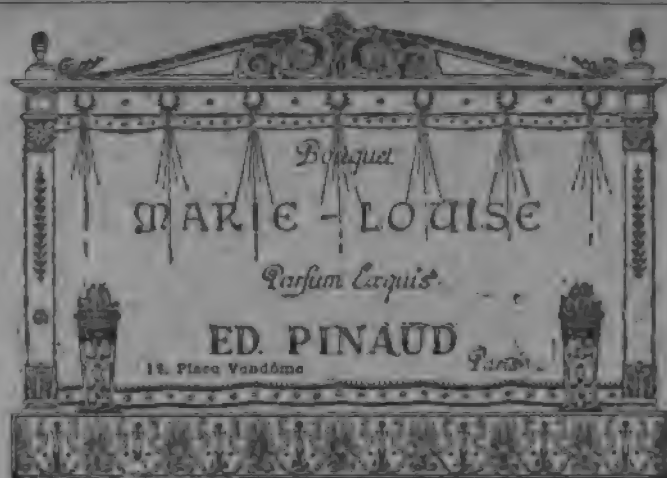 Bouquet
MARIE - LOUISE
Parfum Exquis
ED. PINAUD
18, Place Vendôme Paris